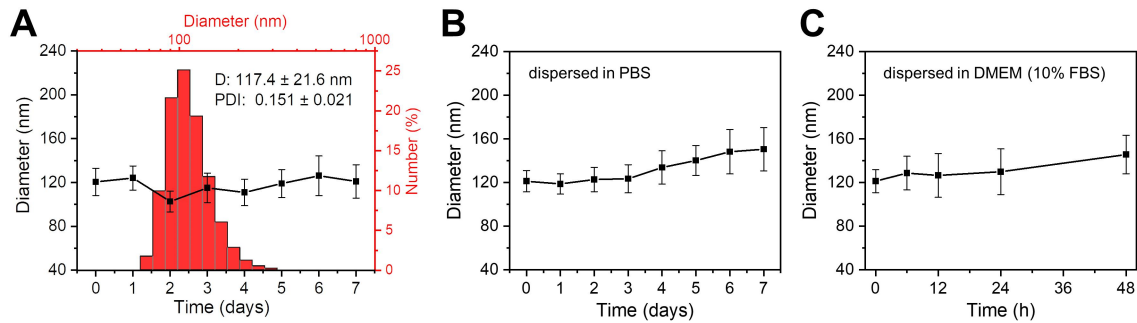 A
Diameter (nm)
100
1000
240
200
160
120
80
40
Diameter (nm)
D: 117.4 ± 21.6 nm
PDI: 0.151 ± 0.021
25
20
15
10
5
0
Number (%)
0 1 2 3 4 5 6 7
Time (days)
B
240
200
160
120
80
40
Diameter (nm)
dispersed in PBS
0 1 2 3 4 5 6 7
Time (days)
C
240
200
160
120
80
40
Diameter (nm)
dispersed in DMEM (10% FBS)
0 12 24 36 48
Time (h)